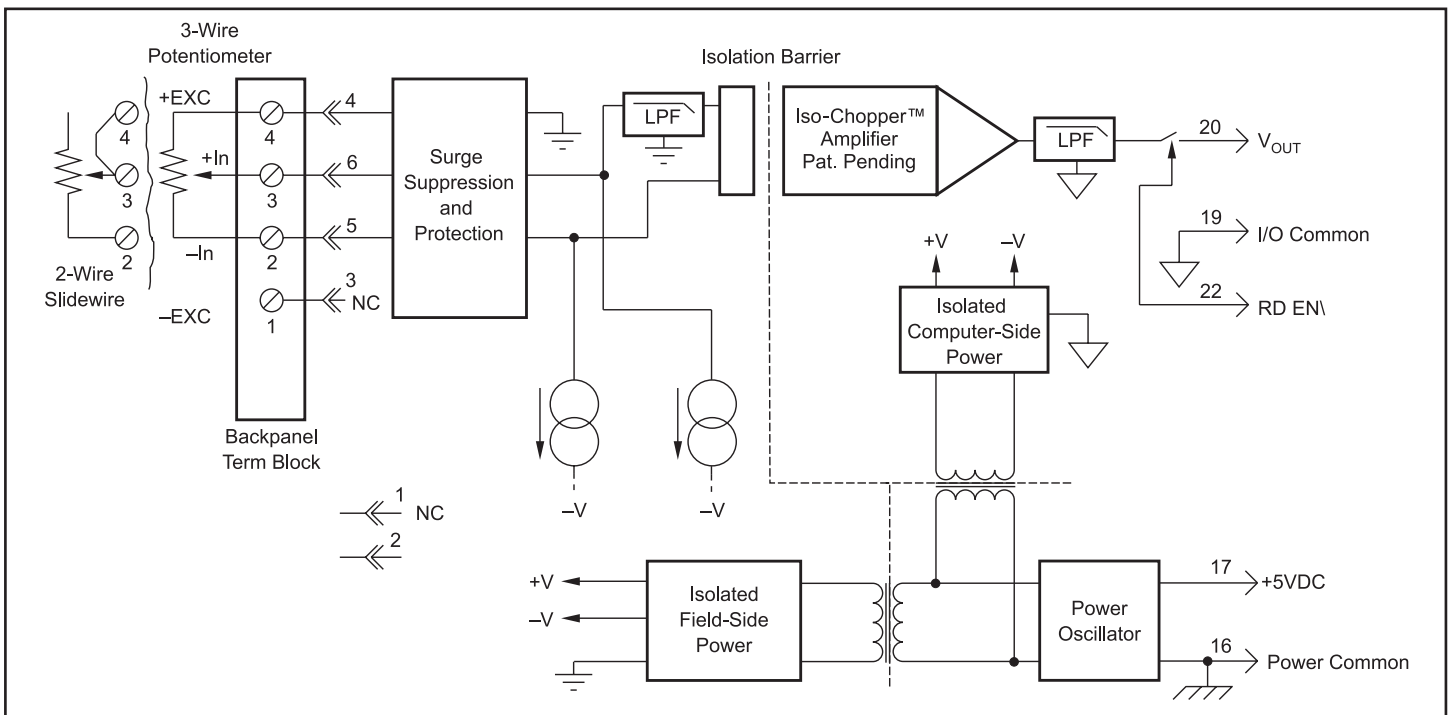 3-Wire
Potentiometer
Isolation Barrier
+EXC
4
4
4
LPF
Iso-Chopper™
Amplifier
Pat. Pending
LPF
20
VOUT
+In
6
3
3
Surge
Suppression
and
Protection
5
2
2
–In
19
I/O Common
+V
–V
2-Wire
Slidewire
3
NC
1
–EXC
22
RD EN\
Isolated
Computer-Side
Power
Backpanel
Term Block
1
NC
2
–V
–V
+V
–V
Isolated
Field-Side
Power
Power
Oscillator
17
+5VDC
16
Power Common